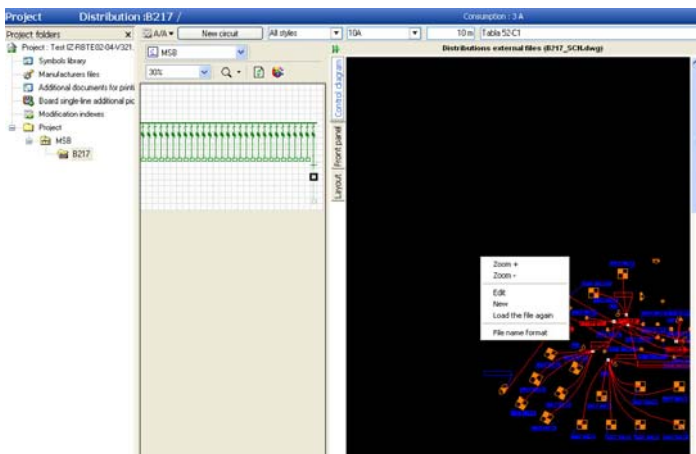 Project Distribution :B217 / Consumption : 3 A
Project folders x A/A New circuit All styles 10A 10 m Tabla 52-C1
Project : Test (Z-RBTE02-04-V321.
Symbols library
Manufacturers files
Additional documents for printi
Board single-line additional pic
Modification indexes
Project
MSB
B217
MSB
30%
Distributions external files (B217_SCH.dwg)
Control diagram
Front panel
Layout
Zoom +
Zoom -
Edit
New
Load the file again
File name format